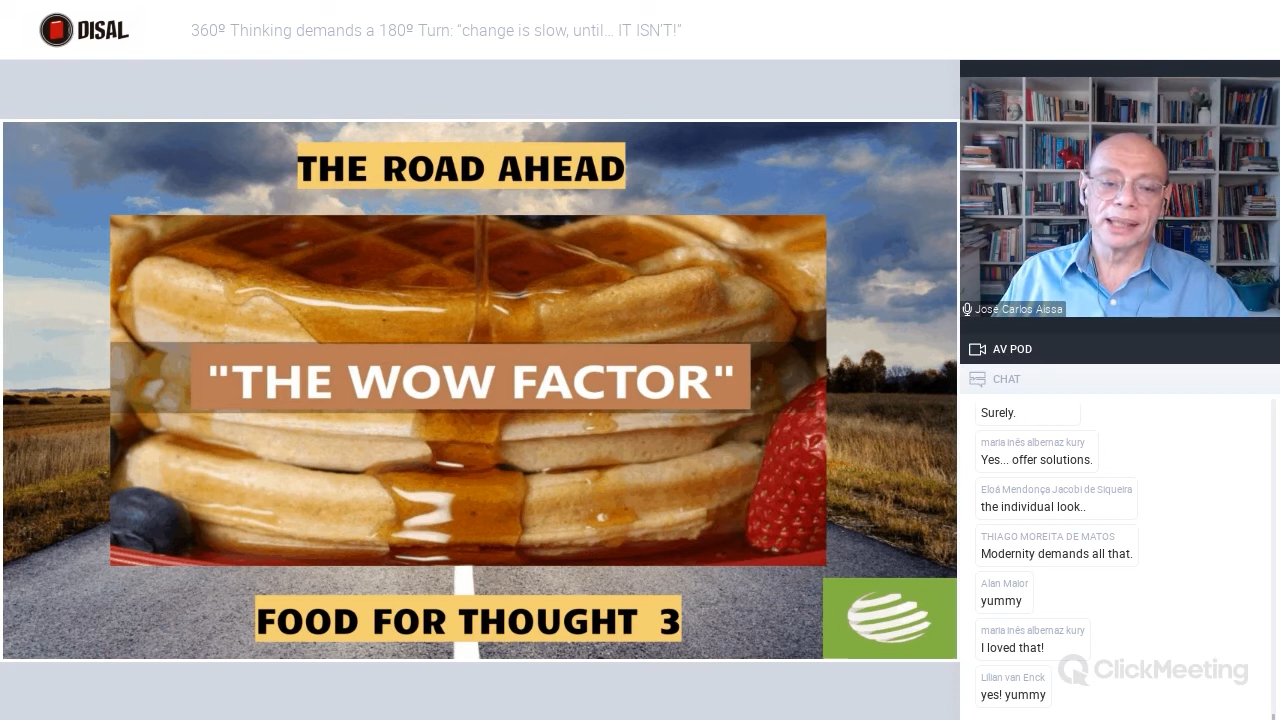 DISAL
360º Thinking demands a 180º Turn: “change is slow, until... IT ISN’T!”
THE ROAD AHEAD
"THE WOW FACTOR"
FOOD FOR THOUGHT 3
José Carlos Aissa
AV POD
CHAT
Surely.
maria inês albernaz kury
Yes... offer solutions.
Eloá Mendonça Jacobi de Siqueira
the individual look..
THIAGO MOREITA DE MATOS
Modernity demands all that.
Alan Maior
yummy
maria inês albernaz kury
I loved that!
Lilian van Enck
yes! yummy
ClickMeeting